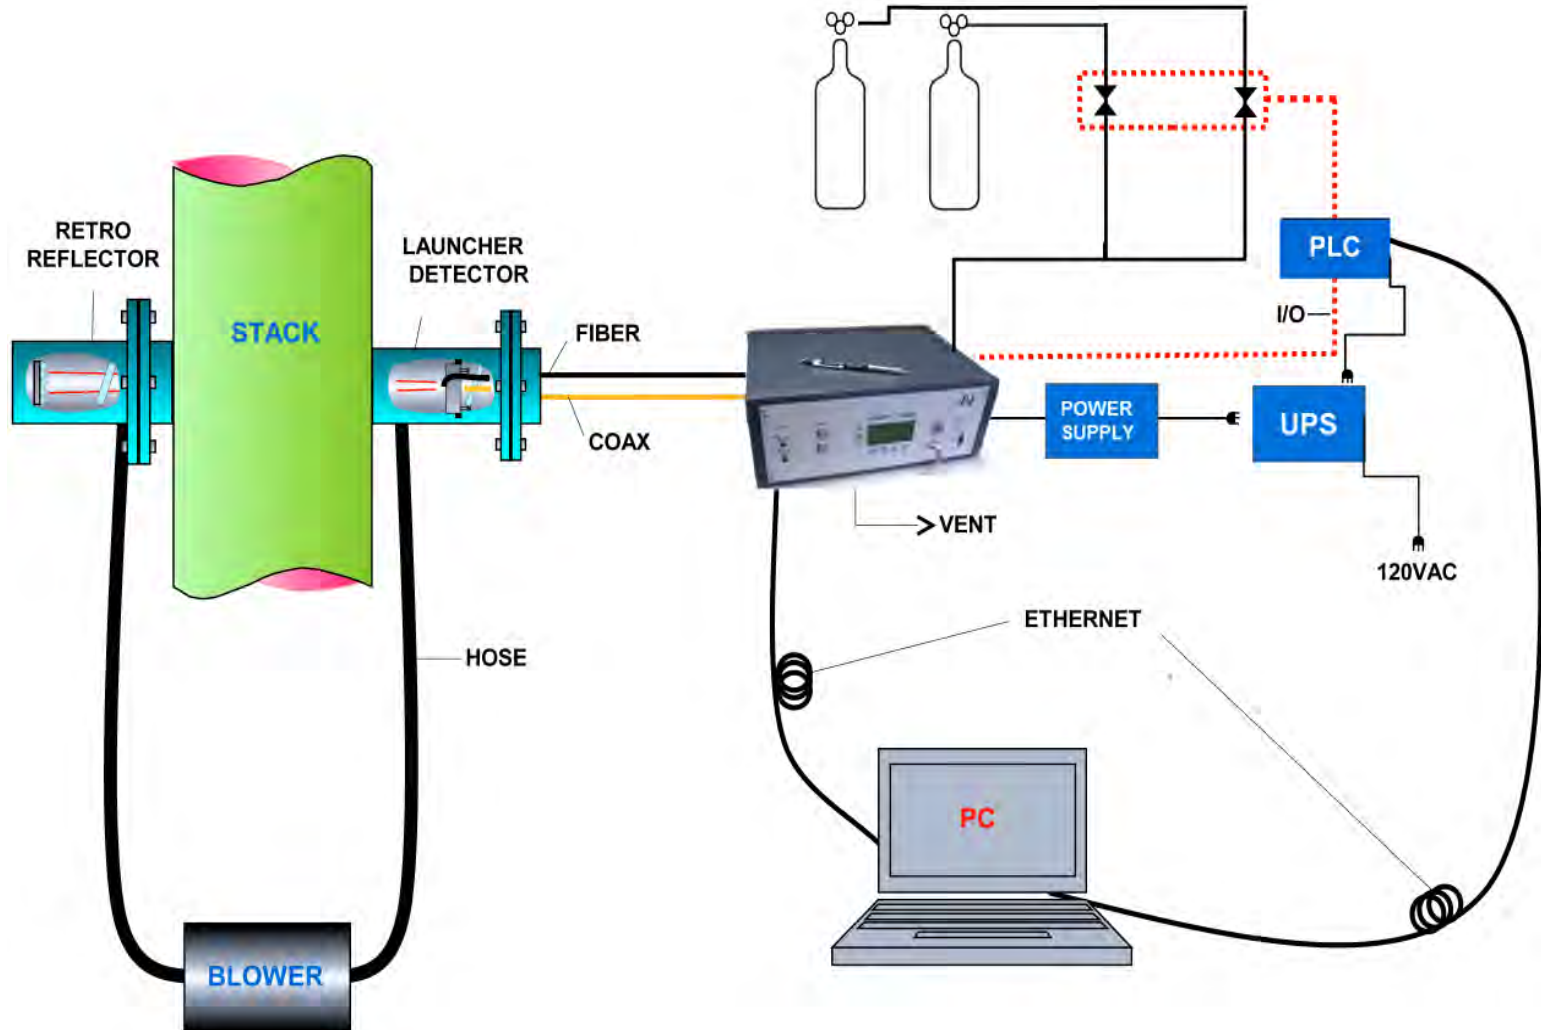 RETRO
REFLECTOR
LAUNCHER
DETECTOR
STACK
FIBER
COAX
PLC
I/O
POWER
SUPPLY
UPS
VENT
120VAC
ETHERNET
HOSE
PC
BLOWER